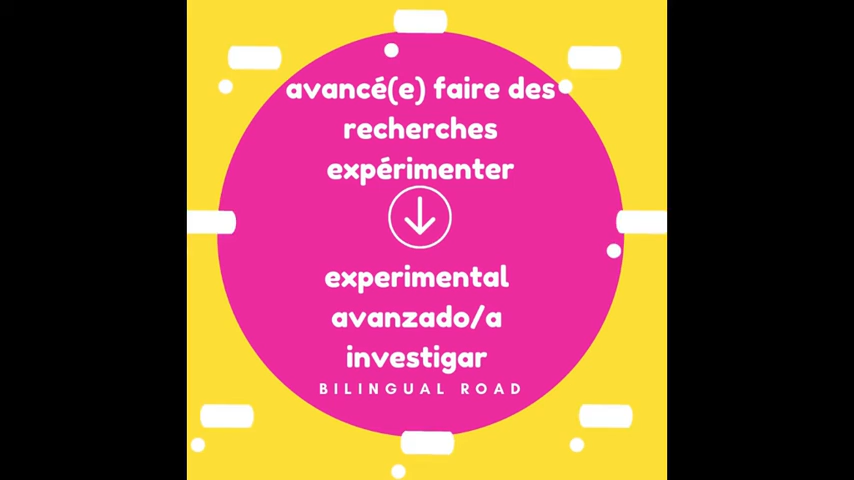 avancé(e) faire des
recherches
expérimenter
experimental
avanzado/a
investigar
BILINGUAL ROAD